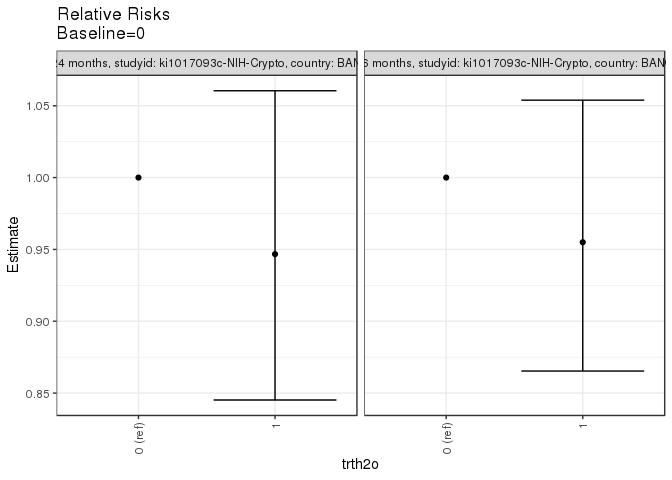 Relative Risks
Baseline=0
24 months, studyid: ki1017093c-NIH-Crypto, country: BAN
6 months, studyid: ki1017093c-NIH-Crypto, country: BAN
1.05
1.00
0.95
0.90
0.85
Estimate
0 (ref)
1
0 (ref)
1
trth2o